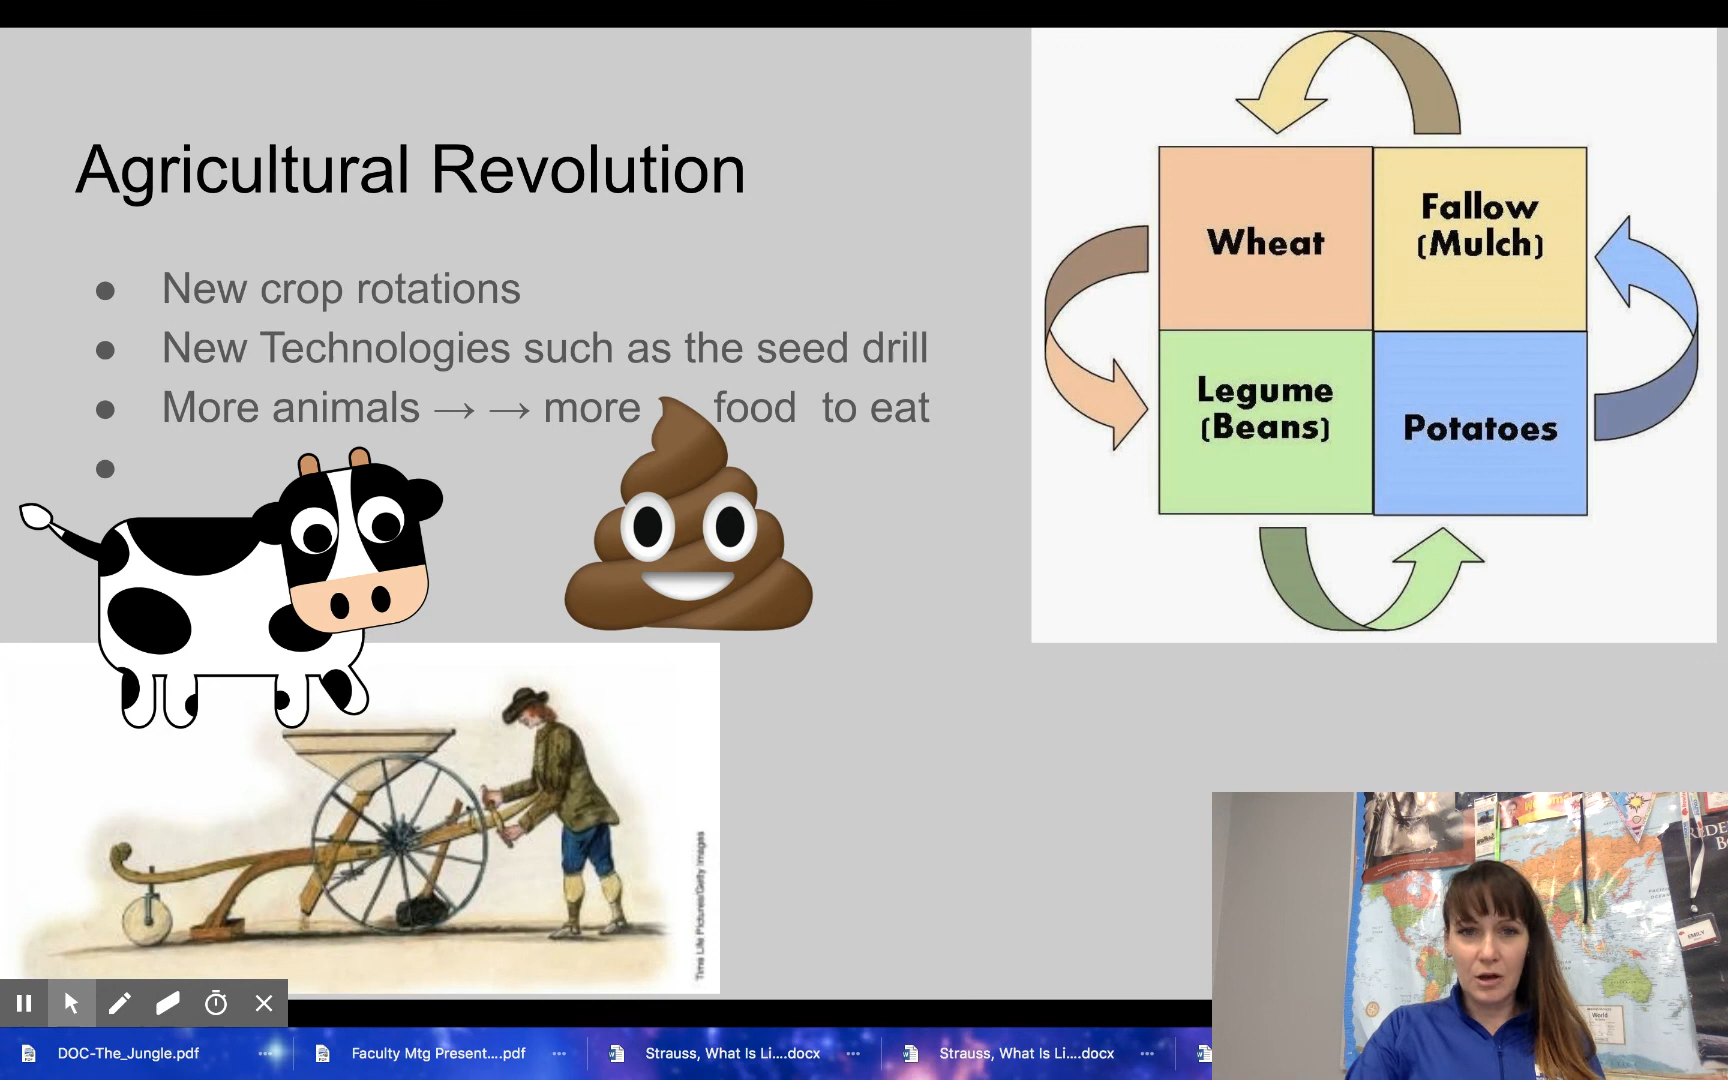 Agricultural Revolution
● New crop rotations
● New Technologies such as the seed drill
● More animals → → more food to eat
●
Wheat
Fallow
(Mulch)
Legume
(Beans)
Potatoes
Time Life Pictures/Getty Images
EMILY
World
DOC-The_Jungle.pdf
Faculty Mtg Present....pdf
Strauss, What Is Li....docx
Strauss, What Is Li....docx